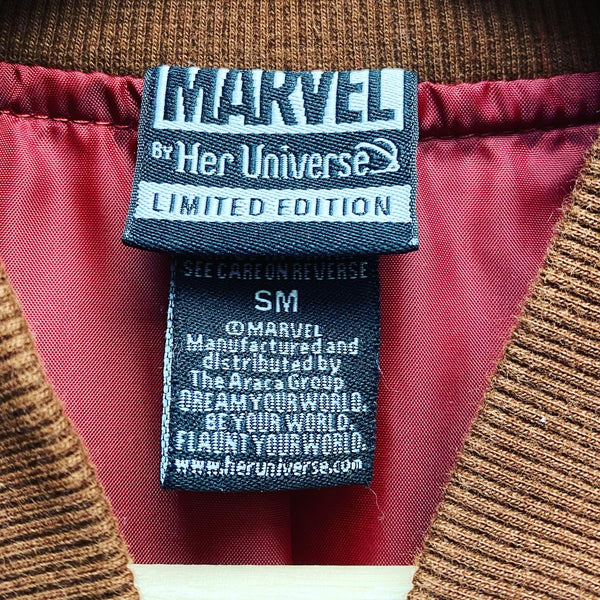 MARVEL
BY Her Universe
LIMITED EDITION
SEE CARE ON REVERSE
SM
© MARVEL
Manufactured and
distributed by
The Araca Group
DREAM YOUR WORLD.
BE YOUR WORLD.
FLAUNT YOUR WORLD.
www.heruniverse.com